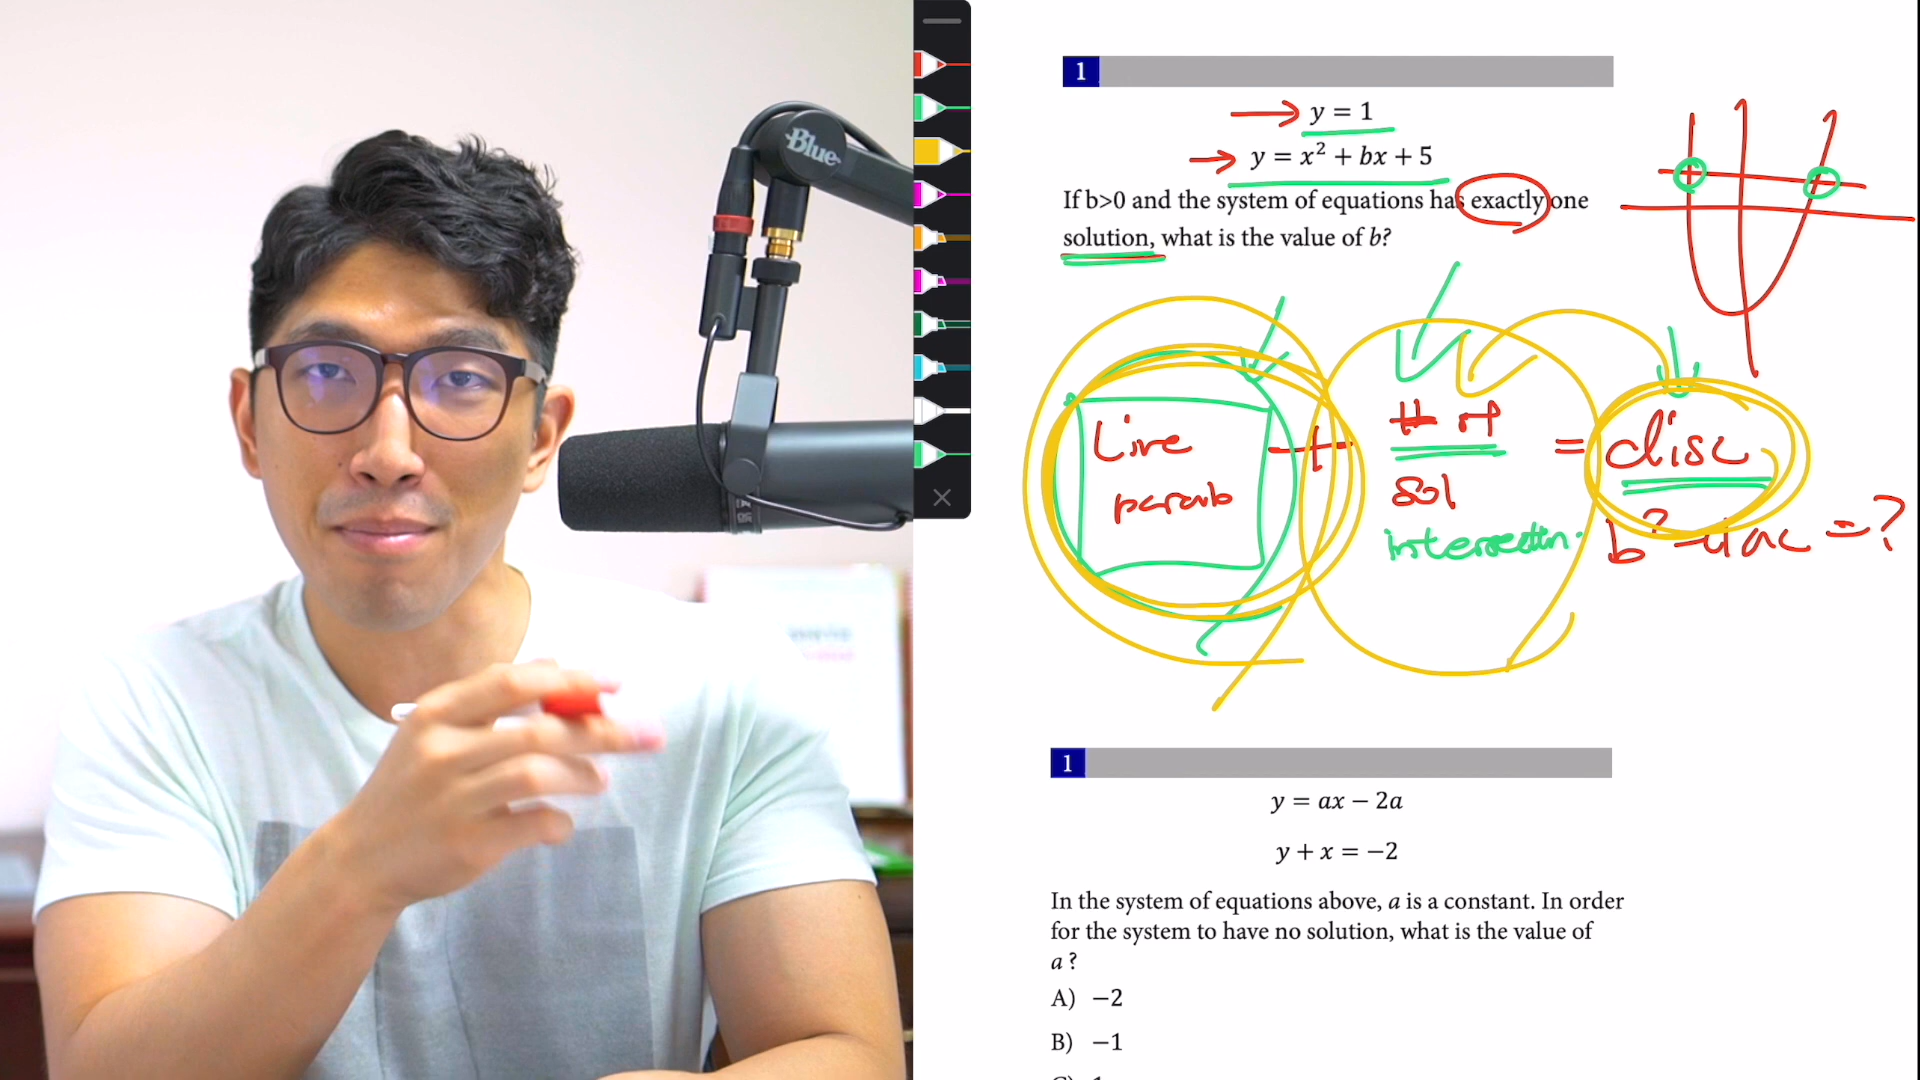 Blue
1
y = 1
y = x² + bx + 5
If b>0 and the system of equations has exactly one
solution, what is the value of b?
Line + # of = disc
parab sol
intersection b² - 4ac = ?
1
y = ax − 2a
y + x = −2
In the system of equations above, a is a constant. In order
for the system to have no solution, what is the value of
a ?
A) −2
B) −1